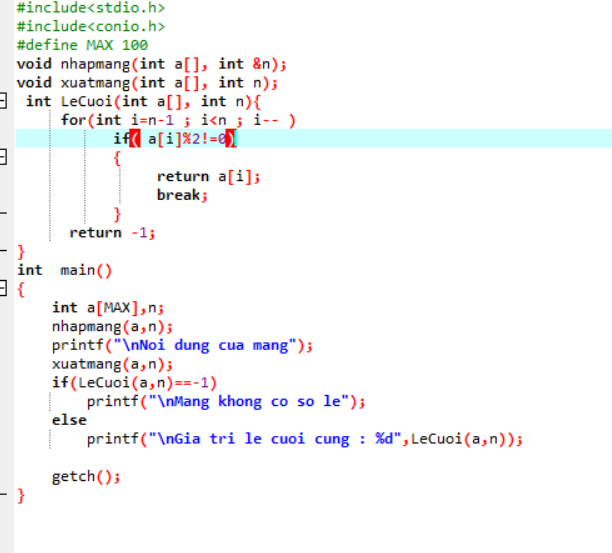 #include<stdio.h>
#include<conio.h>
#define MAX 100
void nhapmang(int a[], int &n);
void xuatmang(int a[], int n);
int LeCuoi(int a[], int n){
for(int i=n-1 ; i<n ; i-- )
if( a[i]%2!=0)
{
return a[i];
break;
}
return -1;
}
int  main()
{
int a[MAX],n;
nhapmang(a,n);
printf("\nNoi dung cua mang");
xuatmang(a,n);
if(LeCuoi(a,n)==-1)
printf("\nMang khong co so le");
else
printf("\nGia tri le cuoi cung : %d",LeCuoi(a,n));
getch();
}